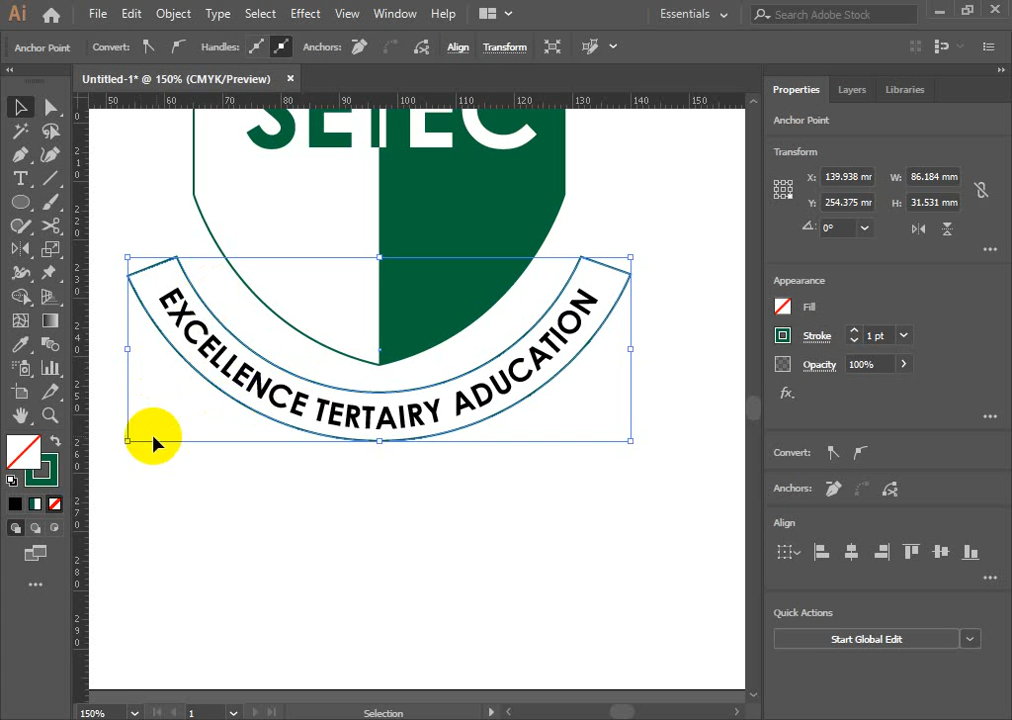 Ai File Edit Object Type Select Effect View Window Help Essentials Search Adobe Stock
Anchor Point Convert: Handles: Anchors: Align Transform
Untitled-1* @ 150% (CMYK/Preview)
50 60 70 80 90 100 110 120 130 140 150
SETEC
EXCELLENCE TERTAIRY ADUCATION
Properties Layers Libraries
Anchor Point
Transform
X: 139.938 mr W: 86.184 mm
Y: 254.375 mr H: 31.531 mm
0°
Appearance
Fill
Stroke 1 pt
Opacity 100%
fx.
Convert:
Anchors:
Align
Quick Actions
Start Global Edit
150% 1 Selection